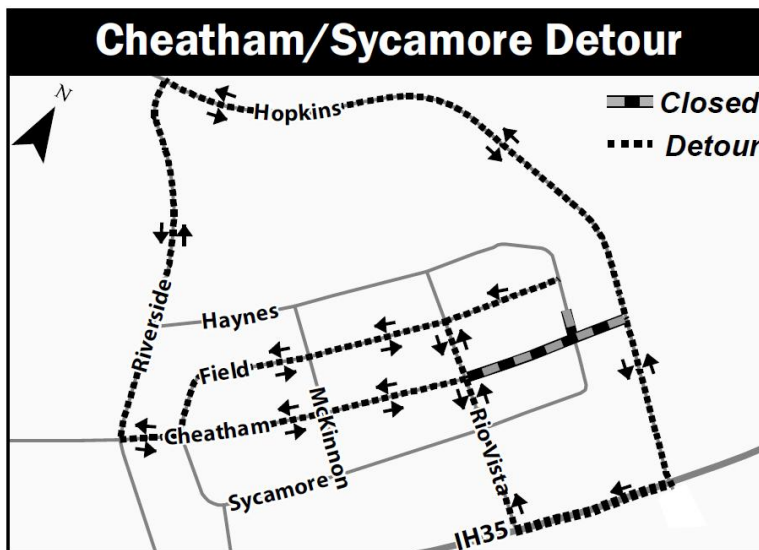 Cheatham/Sycamore Detour
N
Closed
Detour
Hopkins
Riverside
Haynes
Field
McKinnon
Cheatham
Rio Vista
Sycamore
IH35